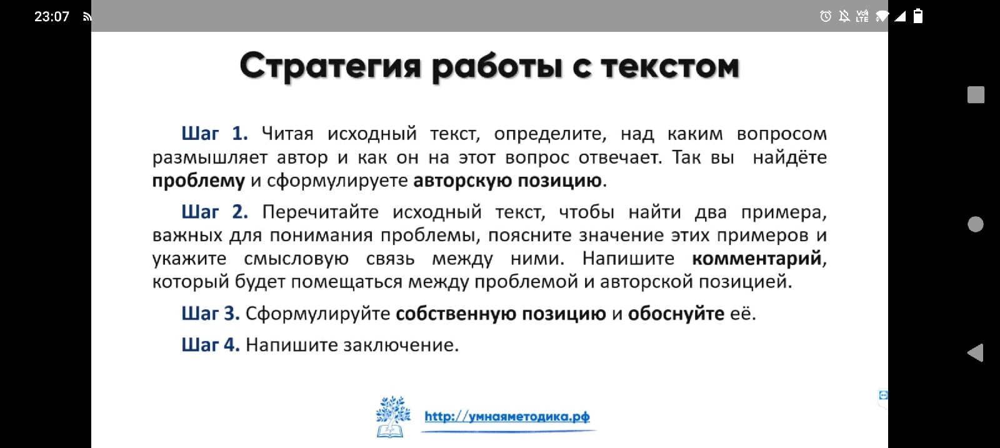 23:07
Vo))
LTE
Стратегия работы с текстом
Шаг 1. Читая исходный текст, определите, над каким вопросом
размышляет автор и как он на этот вопрос отвечает. Так вы найдёте
проблему и сформулируете авторскую позицию.
Шаг 2. Перечитайте исходный текст, чтобы найти два примера,
важных для понимания проблемы, поясните значение этих примеров и
укажите смысловую связь между ними. Напишите комментарий,
который будет помещаться между проблемой и авторской позицией.
Шаг 3. Сформулируйте собственную позицию и обоснуйте её.
Шаг 4. Напишите заключение.
http://умнаяметодика.рф